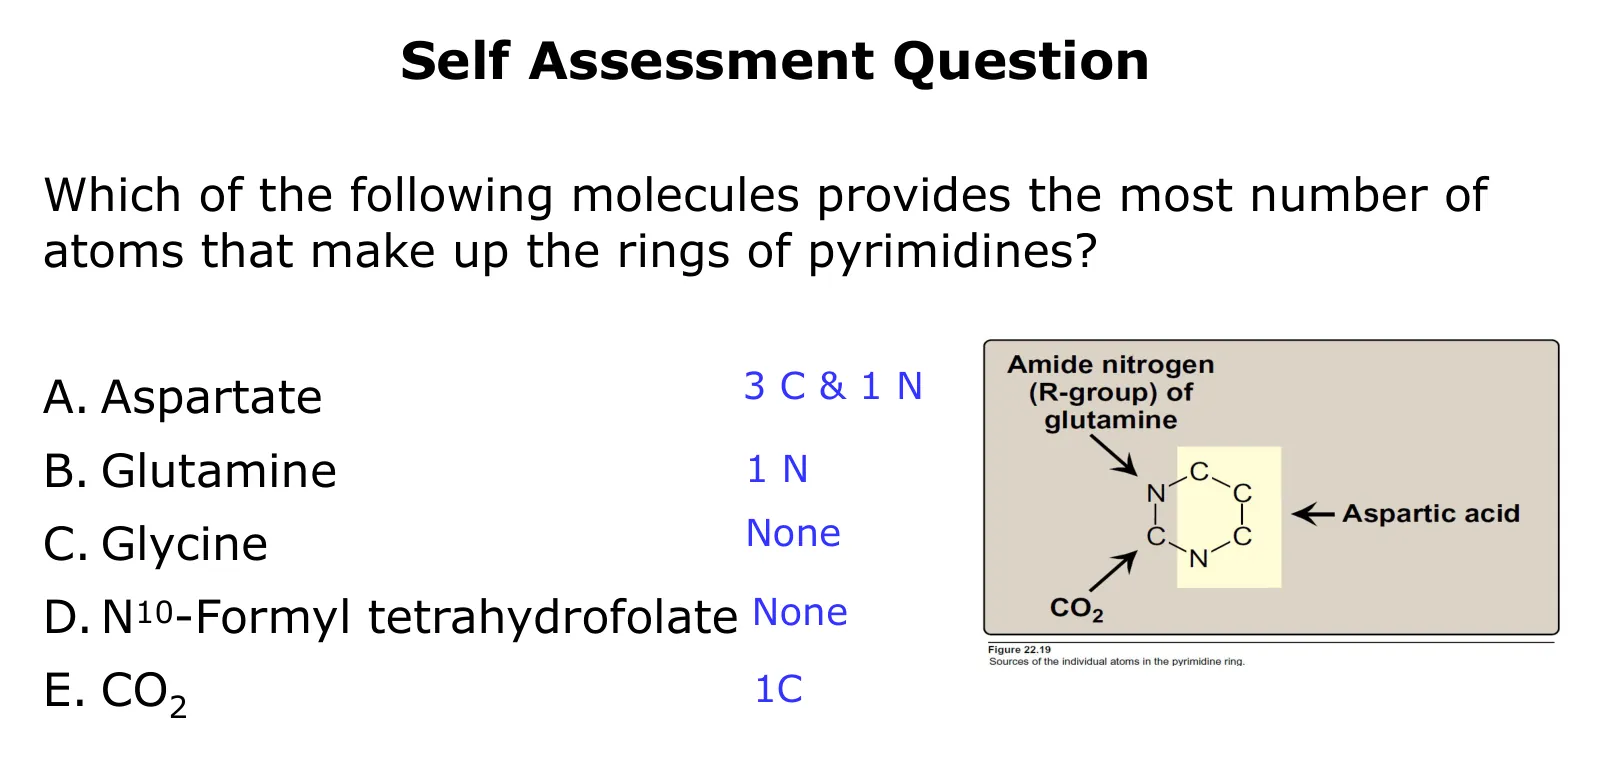 Self Assessment Question
Which of the following molecules provides the most number of
atoms that make up the rings of pyrimidines?
A. Aspartate 3 C & 1 N
B. Glutamine 1 N
C. Glycine None
D. N10-Formyl tetrahydrofolate None
E. CO₂ 1C
Amide nitrogen
(R-group) of
glutamine
C
N C
C C
N
Aspartic acid
CO₂
Figure 22.19
Sources of the individual atoms in the pyrimidine ring.